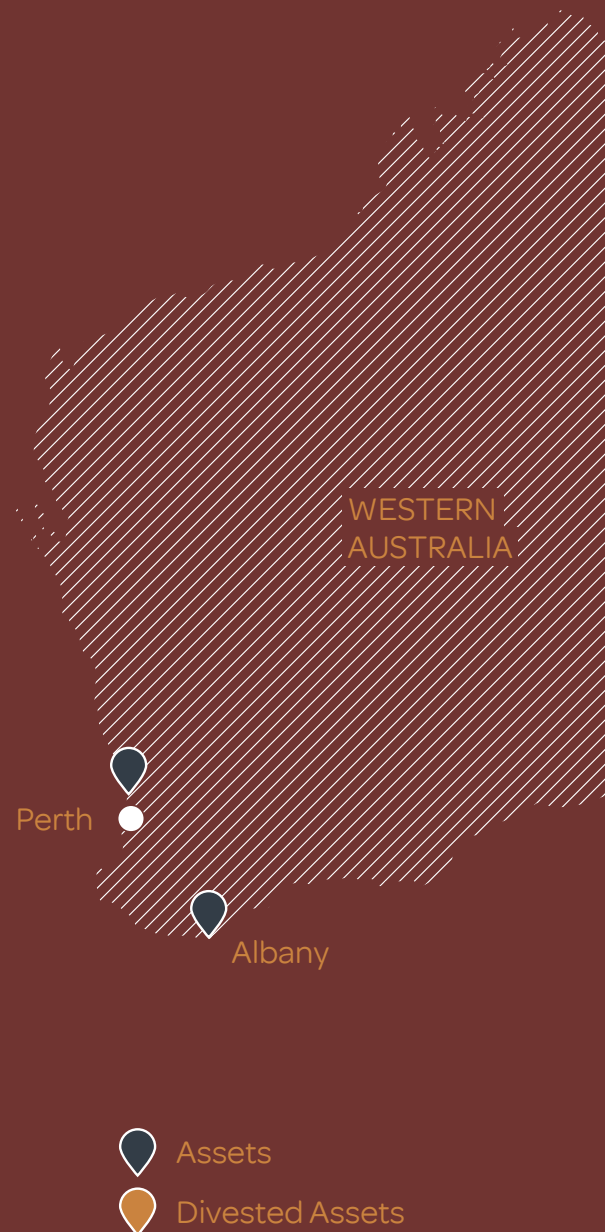 WESTERN
AUSTRALIA
Perth
Albany
Assets
Divested Assets